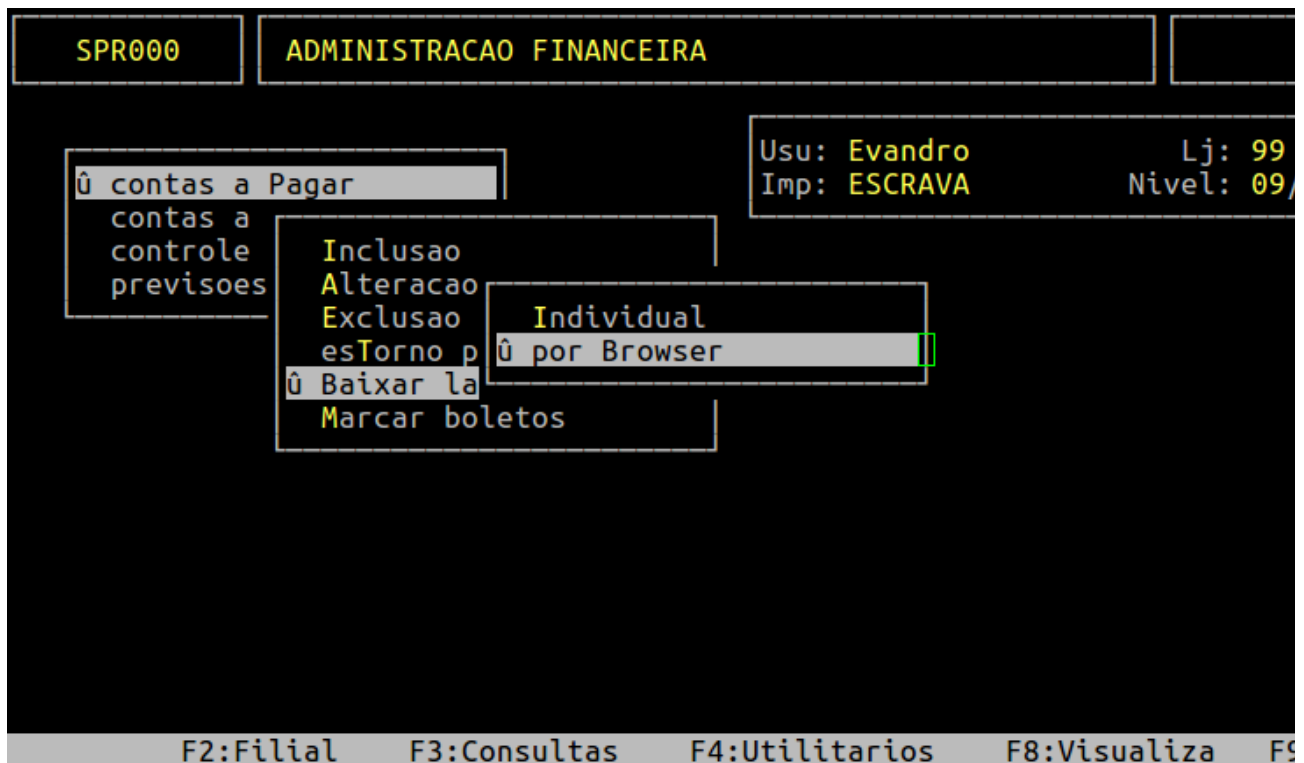 SPR000 ADMINISTRACAO FINANCEIRA
Usu: Evandro Lj: 99
Imp: ESCRAVA Nivel: 09/
û contas a Pagar
contas a
controle
previsoes
Inclusao
Alteracao
Exclusao
esTorno p
û Baixar la
Marcar boletos
Individual
û por Browser
F2:Filial F3:Consultas F4:Utilitarios F8:Visualiza F9